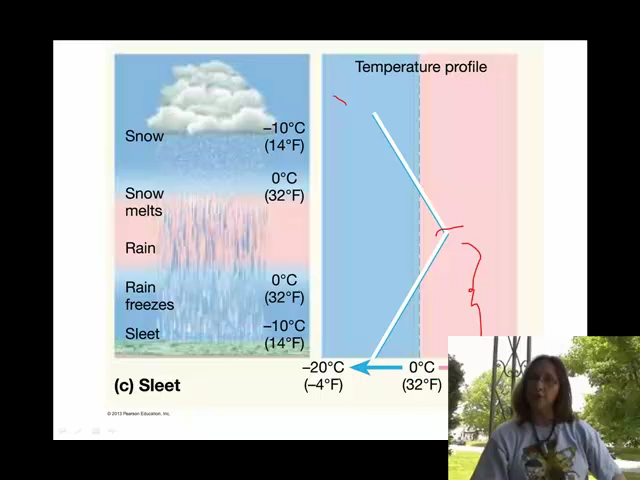 Temperature profile
Snow
–10°C
(14°F)
0°C
(32°F)
Snow
melts
Rain
Rain
freezes
0°C
(32°F)
Sleet
–10°C
(14°F)
–20°C
(–4°F)
0°C
(32°F)
(c) Sleet
© 2013 Pearson Education, Inc.